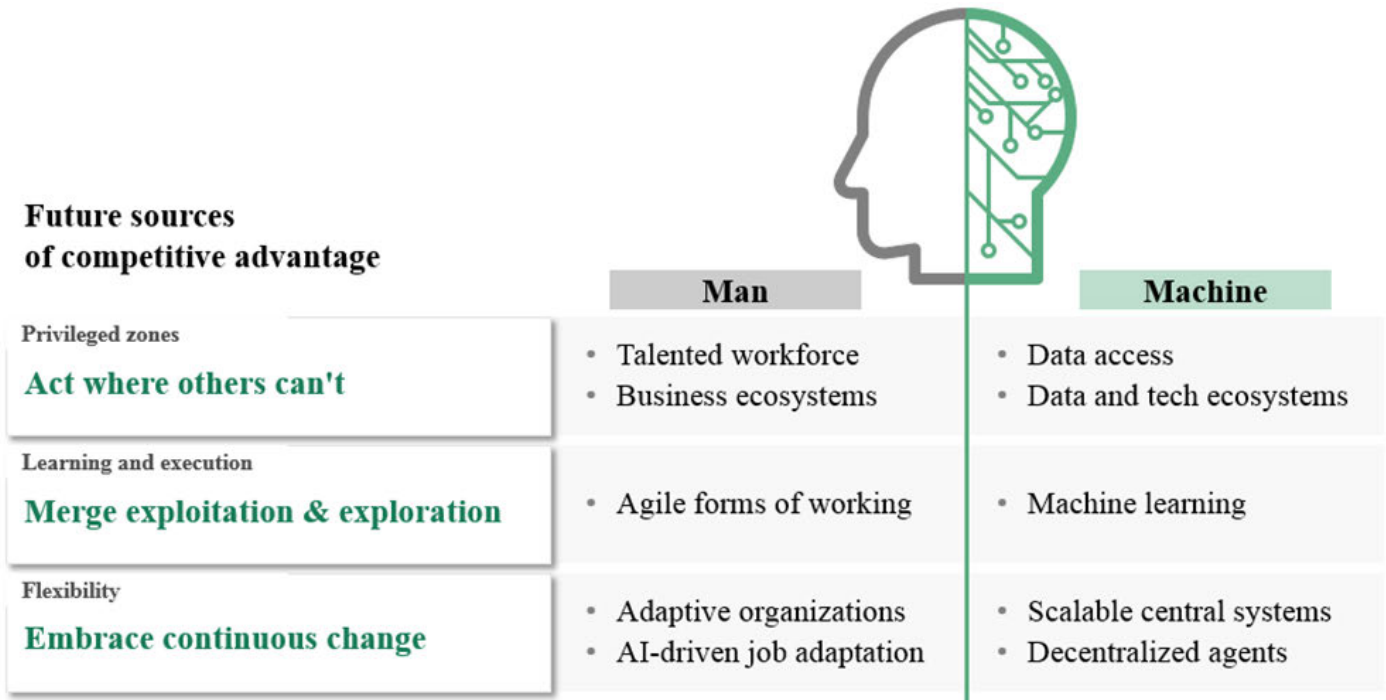 Future sources
of competitive advantage
Man
Machine
Privileged zones
Act where others can't
• Talented workforce
• Business ecosystems
• Data access
• Data and tech ecosystems
Learning and execution
Merge exploitation & exploration
• Agile forms of working
• Machine learning
Flexibility
Embrace continuous change
• Adaptive organizations
• AI-driven job adaptation
• Scalable central systems
• Decentralized agents